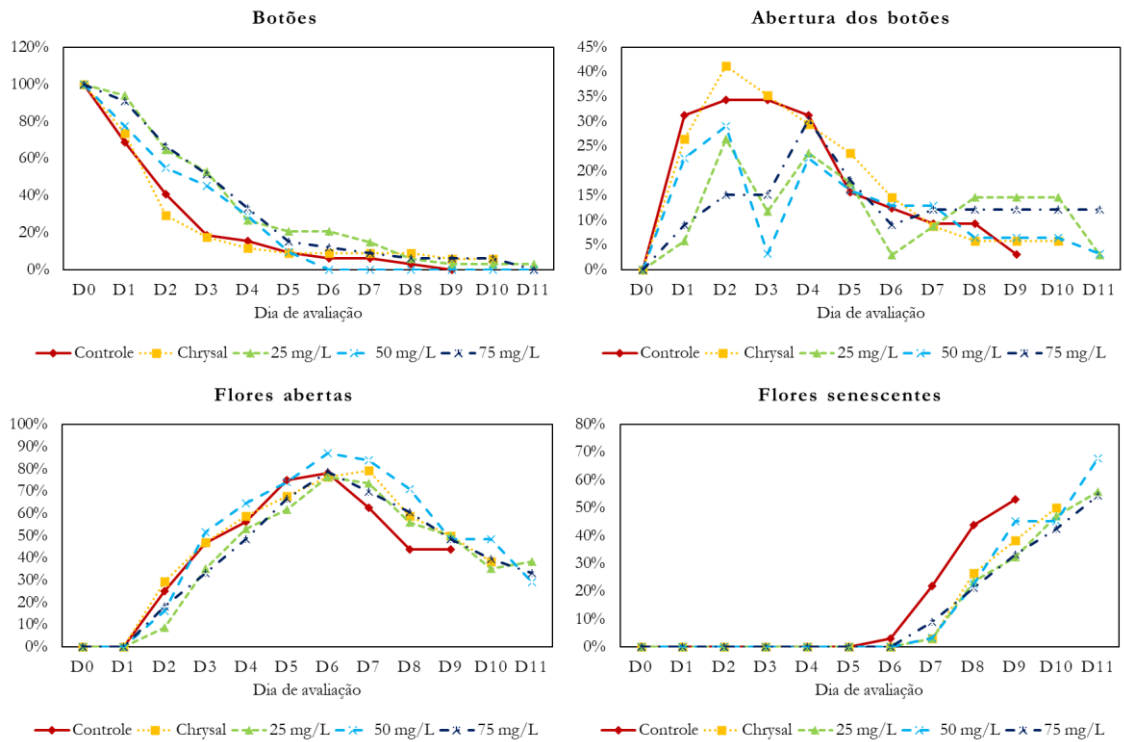 Botões
120%
100%
80%
60%
40%
20%
0%
D0 D1 D2 D3 D4 D5 D6 D7 D8 D9 D10 D11
Dia de avaliação
Controle Chrysal 25 mg/L 50 mg/L 75 mg/L
Abertura dos botões
45%
40%
35%
30%
25%
20%
15%
10%
5%
0%
D0 D1 D2 D3 D4 D5 D6 D7 D8 D9 D10 D11
Dia de avaliação
Controle Chrysal 25 mg/L 50 mg/L 75 mg/L
Flores abertas
100%
90%
80%
70%
60%
50%
40%
30%
20%
10%
0%
D0 D1 D2 D3 D4 D5 D6 D7 D8 D9 D10 D11
Dia de avaliação
Controle Chrysal 25 mg/L 50 mg/L 75 mg/L
Flores senescentes
80%
70%
60%
50%
40%
30%
20%
10%
0%
D0 D1 D2 D3 D4 D5 D6 D7 D8 D9 D10 D11
Dia de avaliação
Controle Chrysal 25 mg/L 50 mg/L 75 mg/L